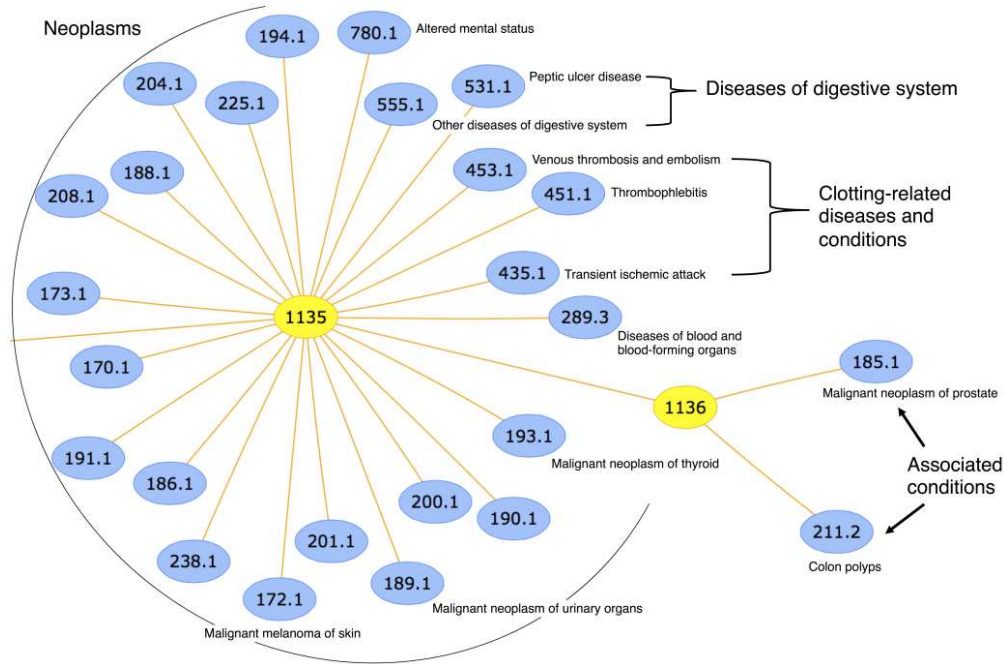 Neoplasms
194.1
780.1
Altered mental status
204.1
225.1
555.1
531.1
Peptic ulcer disease
Other diseases of digestive system
Diseases of digestive system
188.1
208.1
453.1
Venous thrombosis and embolism
451.1
Thrombophlebitis
Clotting-related
diseases and
conditions
435.1
Transient ischemic attack
173.1
1135
289.3
Diseases of blood and
blood-forming organs
170.1
185.1
Malignant neoplasm of prostate
1136
193.1
Malignant neoplasm of thyroid
191.1
186.1
200.1
190.1
Associated
conditions
211.2
Colon polyps
238.1
201.1
172.1
189.1
Malignant neoplasm of urinary organs
Malignant melanoma of skin